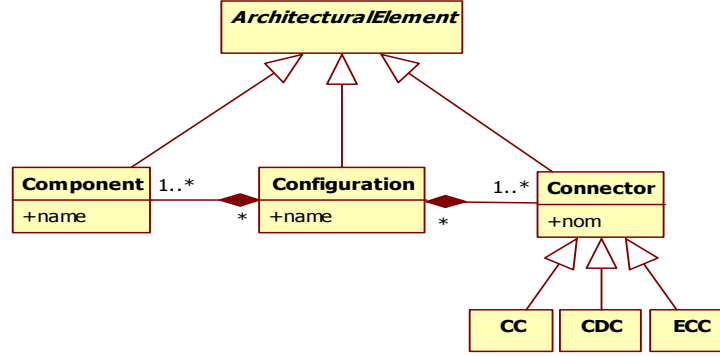 ArchitecturalElement
Component
+name
1..*
*
Configuration
+name
1..*
*
Connector
+nom
CC
CDC
ECC